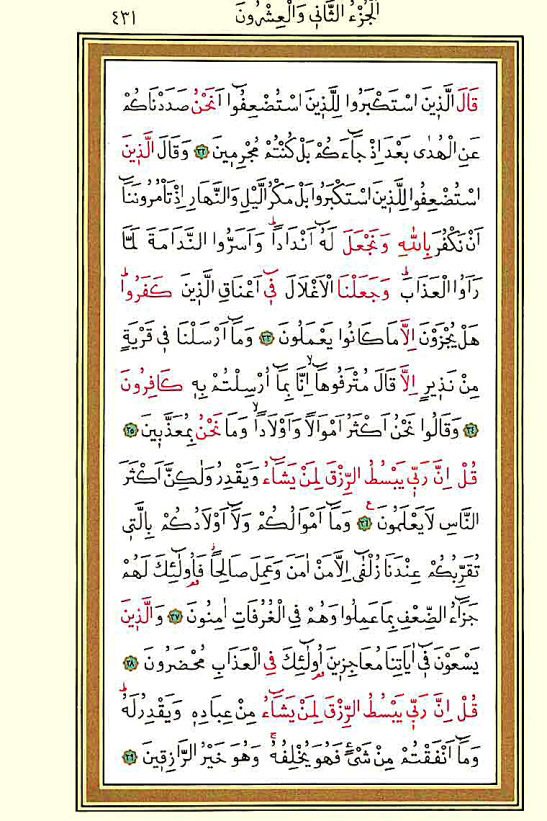 ٤٣١ اَلْجُزْءُ الثَّانِي وَالْعِشْرُونَ
قَالَ الَّذِينَ اسْتَكْبَرُوا لِلَّذِينَ اسْتُضْعِفُٓوا اَنَحْنُ صَدَدْنَاكُمْ
عَنِ الْهُدٰى بَعْدَ اِذْ جَٓاءَكُمْ بَلْ كُنْتُمْ مُجْرِمِينَ ﴿٣٢﴾ وَقَالَ الَّذِينَ
اسْتُضْعِفُوا لِلَّذِينَ اسْتَكْبَرُوا بَلْ مَكْرُ الَّيْلِ وَالنَّهَارِ اِذْ تَأْمُرُونَنَٓا
اَنْ نَكْفُرَ بِاللّٰهِ وَنَجْعَلَ لَهُٓ اَنْدَادًاۜ وَاَسَرُّوا النَّدَامَةَ لَمَّا
رَاَوُا الْعَذَابَۜ وَجَعَلْنَا الْاَغْلَالَ فِٓي اَعْنَاقِ الَّذِينَ كَفَرُواۜ
هَلْ يُجْزَوْنَ اِلَّا مَا كَانُوا يَعْمَلُونَ ﴿٣٣﴾ وَمَٓا اَرْسَلْنَا فِي قَرْيَةٍ
مِنْ نَذِيرٍ اِلَّا قَالَ مُتْرَفُوهَٓاۙ اِنَّا بِمَٓا اُرْسِلْتُمْ بِهٖ كَافِرُونَ
﴿٣٤﴾ وَقَالُوا نَحْنُ اَكْثَرُ اَمْوَالًا وَاَوْلَادًاۙ وَمَا نَحْنُ بِمُعَذَّبِينَ ﴿٣٥﴾
قُلْ اِنَّ رَبِّي يَبْسُطُ الرِّزْقَ لِمَنْ يَشَٓاءُ وَيَقْدِرُ وَلٰكِنَّ اَكْثَرَ
النَّاسِ لَا يَعْلَمُونَ ﴿٣٦﴾ وَمَٓا اَمْوَالُكُمْ وَلَٓا اَوْلَادُكُمْ بِالَّتِي
تُقَرِّبُكُمْ عِنْدَنَا زُلْفٰٓى اِلَّا مَنْ اٰمَنَ وَعَمِلَ صَالِحًاۘ فَاُو۬لٰٓئِكَ لَهُمْ
جَزَٓاءُ الضِّعْفِ بِمَا عَمِلُوا وَهُمْ فِي الْغُرُفَاتِ اٰمِنُونَ ﴿٣٧﴾ وَالَّذِينَ
يَسْعَوْنَ فِٓي اٰيَاتِنَا مُعَاجِزِينَ اُو۬لٰٓئِكَ فِي الْعَذَابِ مُحْضَرُونَ ﴿٣٨﴾
قُلْ اِنَّ رَبِّي يَبْسُطُ الرِّزْقَ لِمَنْ يَشَٓاءُ مِنْ عِبَادِهٖ وَيَقْدِرُ لَهُۜ
وَمَٓا اَنْفَقْتُمْ مِنْ شَيْءٍ فَهُوَ يُخْلِفُهُۚ وَهُوَ خَيْرُ الرَّازِقِينَ ﴿٣٩﴾